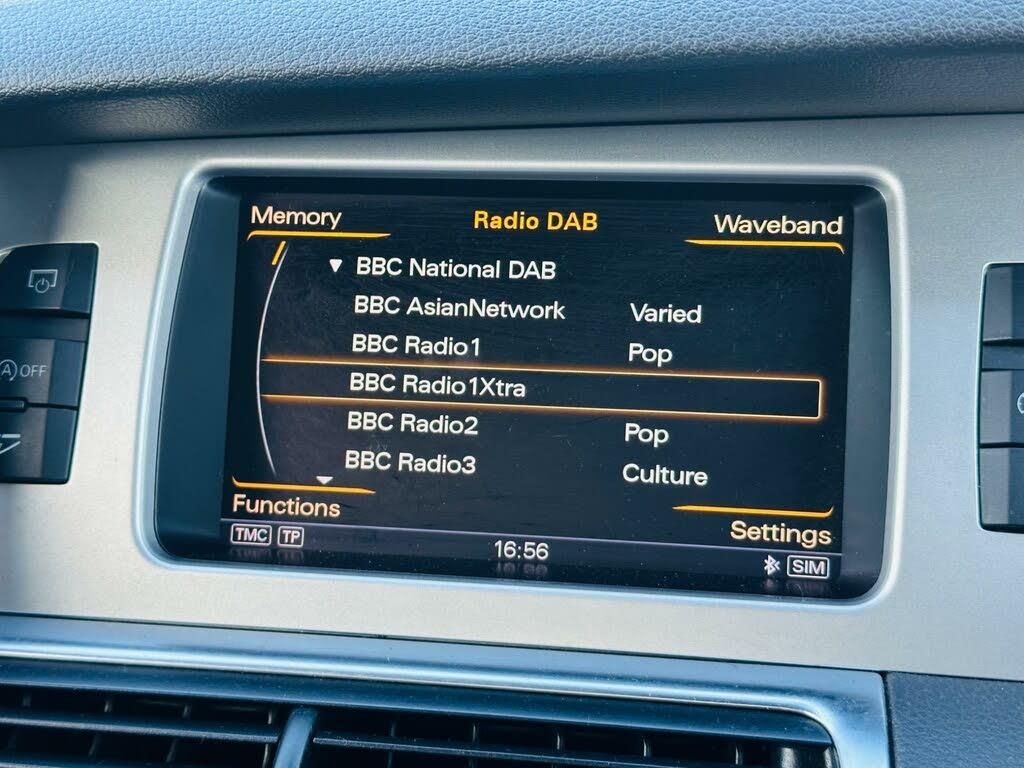 Memory Radio DAB Waveband
▼ BBC National DAB
BBC AsianNetwork Varied
BBC Radio1 Pop
BBC Radio1Xtra
BBC Radio2 Pop
BBC Radio3 Culture
Functions Settings
TMC TP 16:56 SIM
(A) OFF